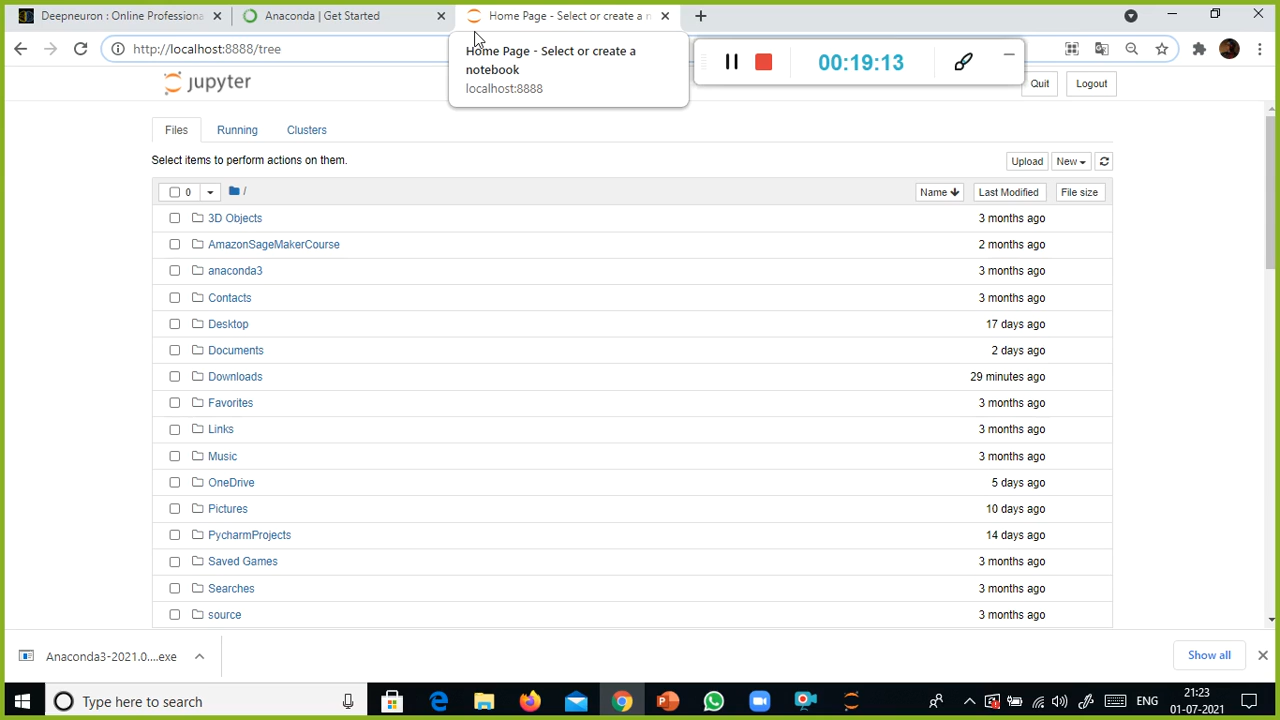 Deepneuron : Online Professiona
Anaconda | Get Started
Home Page - Select or create a n
http://localhost:8888/tree
Home Page - Select or create a
notebook
localhost:8888
00:19:13
jupyter
Quit
Logout
Files
Running
Clusters
Select items to perform actions on them.
Upload
New
0
/
Name
Last Modified
File size
3D Objects
3 months ago
AmazonSageMakerCourse
2 months ago
anaconda3
3 months ago
Contacts
3 months ago
Desktop
17 days ago
Documents
2 days ago
Downloads
29 minutes ago
Favorites
3 months ago
Links
3 months ago
Music
3 months ago
OneDrive
5 days ago
Pictures
10 days ago
PycharmProjects
14 days ago
Saved Games
3 months ago
Searches
3 months ago
source
3 months ago
Anaconda3-2021.0....exe
Show all
Type here to search
ENG
21:23
01-07-2021